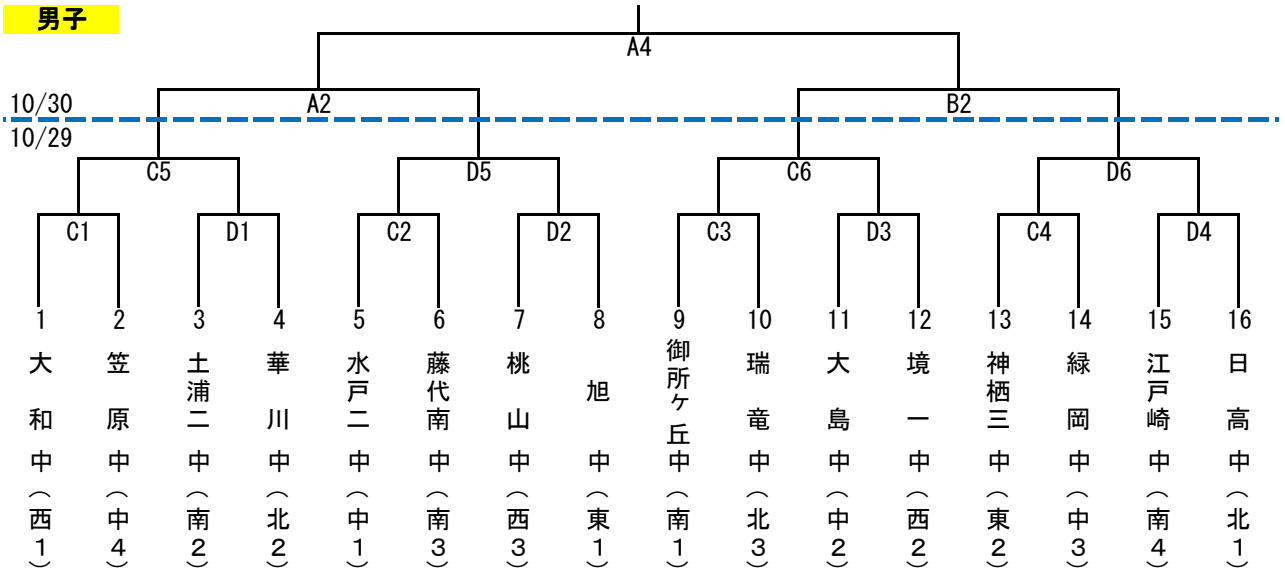 男子
A4
10/30
A2
B2
10/29
C5
D5
C6
D6
C1
D1
C2
D2
C3
D3
C4
D4
1
2
3
4
5
6
7
8
9
10
11
12
13
14
15
16
大和中（西1）
笠原中（中4）
土浦二中（南2）
華川中（北2）
水戸二中（中1）
藤代南中（南3）
桃山中（西3）
旭中（東1）
御所ヶ丘中（南1）
瑞竜中（北3）
大島中（中2）
境一中（西2）
神栖三中（東2）
緑岡中（中3）
江戸崎中（南4）
日高中（北1）